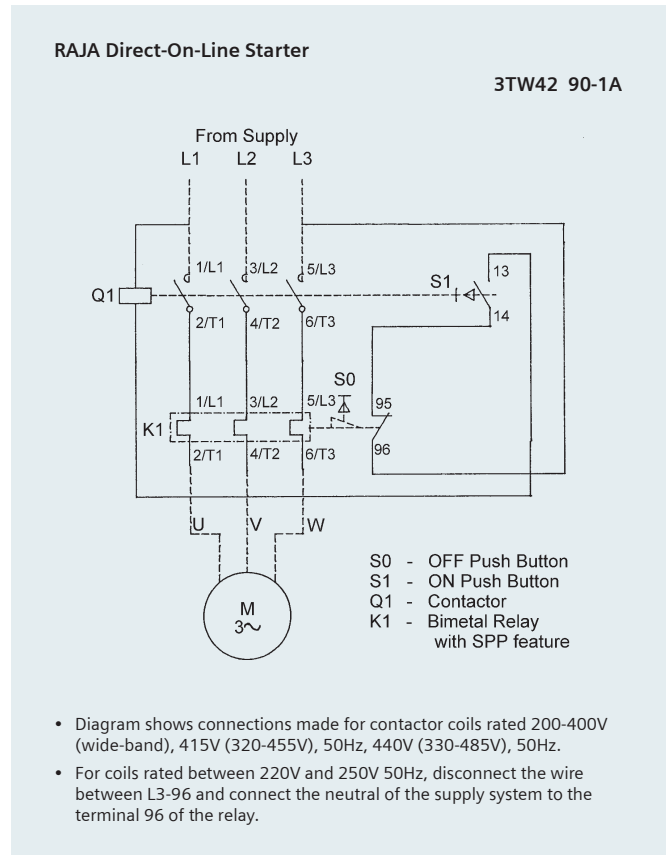 RAJA Direct-On-Line Starter
3TW42 90-1A
From Supply
L1 L2 L3
1/L1 3/L2 5/L3 13
Q1 S1
2/T1 4/T2 6/T3 14
S0
1/L1 3/L2 5/L3 95
K1
2/T1 4/T2 6/T3 96
U V W
M
3~
S0 - OFF Push Button
S1 - ON Push Button
Q1 - Contactor
K1 - Bimetal Relay
with SPP feature
• Diagram shows connections made for contactor coils rated 200-400V
(wide-band), 415V (320-455V), 50Hz, 440V (330-485V), 50Hz.
• For coils rated between 220V and 250V 50Hz, disconnect the wire
between L3-96 and connect the neutral of the supply system to the
terminal 96 of the relay.